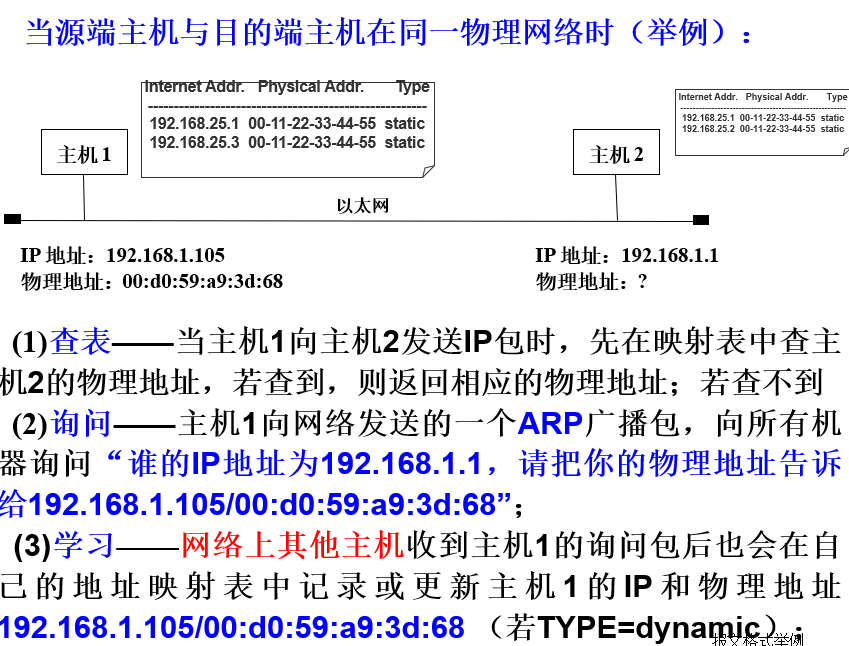 当源端主机与目的端主机在同一物理网络时（举例）:
Internet Addr. Physical Addr. Type
------------------------------------------------------
192.168.25.1 00-11-22-33-44-55 static
192.168.25.3 00-11-22-33-44-55 static
Internet Addr. Physical Addr. Type
------------------------------------------------------
192.168.25.1 00-11-22-33-44-55 static
192.168.25.2 00-11-22-33-44-55 static
主机1
主机2
以太网
IP 地址：192.168.1.105
物理地址：00:d0:59:a9:3d:68
IP 地址：192.168.1.1
物理地址：?
(1)查表——当主机1向主机2发送IP包时，先在映射表中查主
机2的物理地址，若查到，则返回相应的物理地址；若查不到
(2)询问——主机1向网络发送的一个ARP广播包，向所有机
器询问“谁的IP地址为192.168.1.1，请把你的物理地址告诉
给192.168.1.105/00:d0:59:a9:3d:68”；
(3)学习——网络上其他主机收到主机1的询问包后也会在自
己的地址映射表中记录或更新主机1的IP和物理地址
192.168.1.105/00:d0:59:a9:3d:68 （若TYPE=dynamic）；
报文格式举例